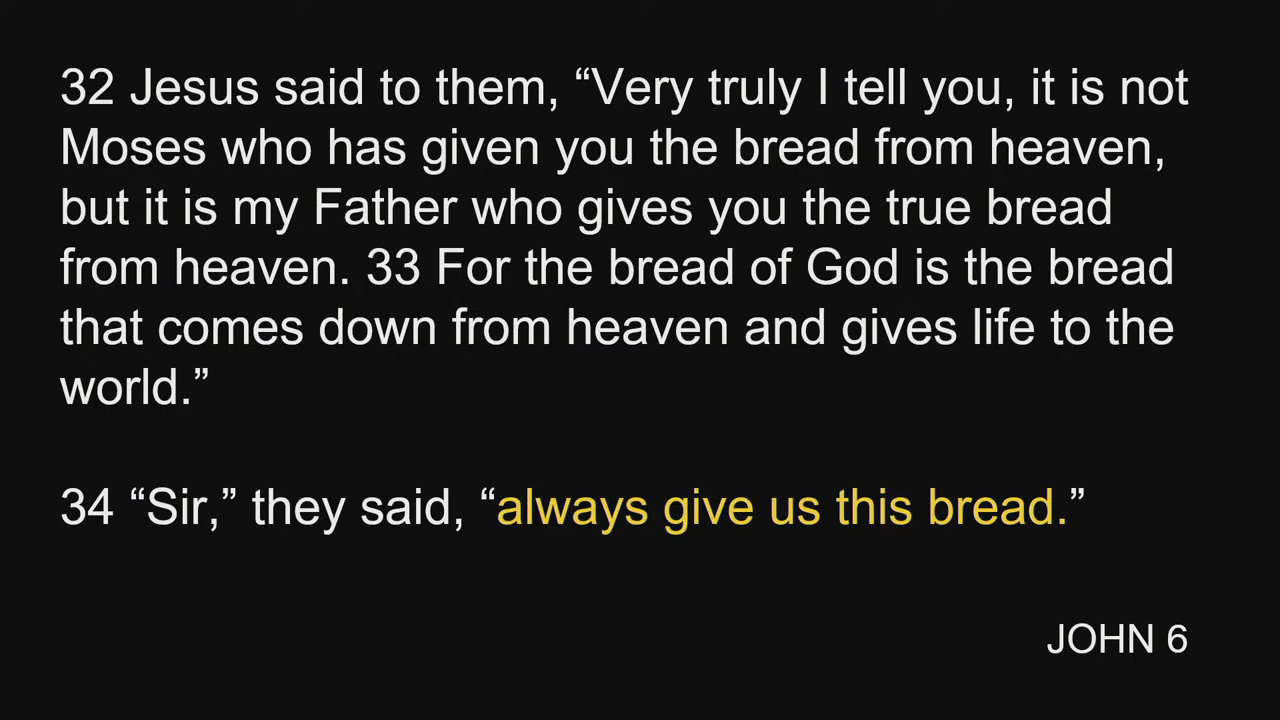 32 Jesus said to them, “Very truly I tell you, it is not
Moses who has given you the bread from heaven,
but it is my Father who gives you the true bread
from heaven. 33 For the bread of God is the bread
that comes down from heaven and gives life to the
world.”
34 “Sir,” they said, “always give us this bread.”
JOHN 6